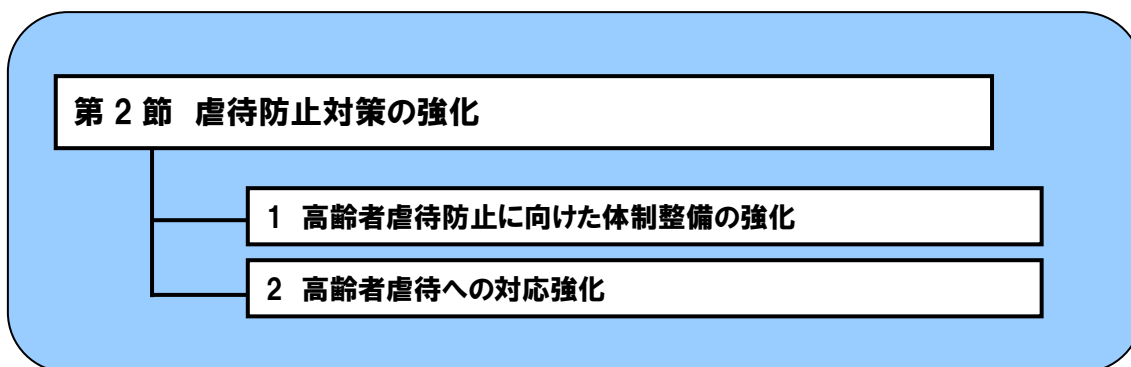 第2節 虐待防止対策の強化
1 高齢者虐待防止に向けた体制整備の強化
2 高齢者虐待への対応強化